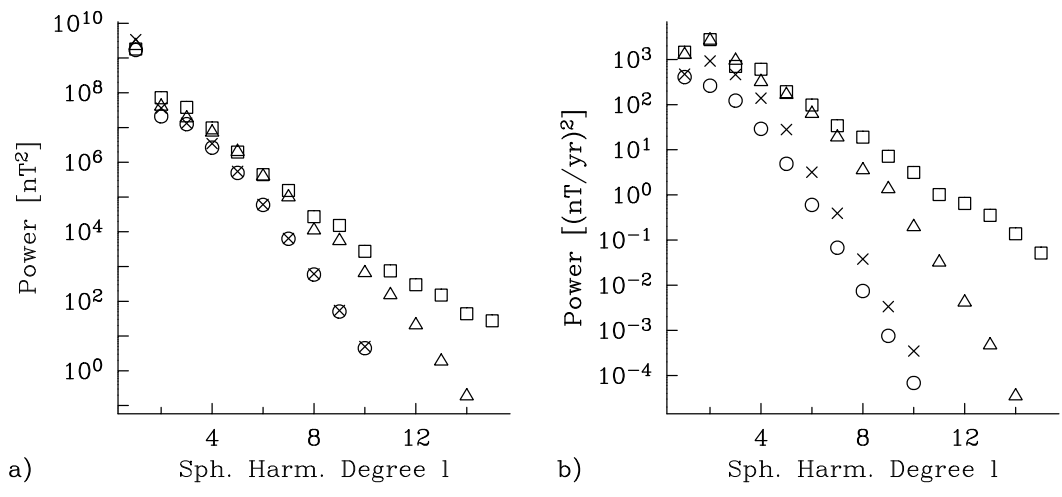 10^10
10^8
10^6
10^4
10^2
10^0
Power [nT^2]
4 8 12
Sph. Harm. Degree l
a)
10^3
10^2
10^1
10^0
10^-1
10^-2
10^-3
10^-4
Power [(nT/yr)^2]
4 8 12
Sph. Harm. Degree l
b)